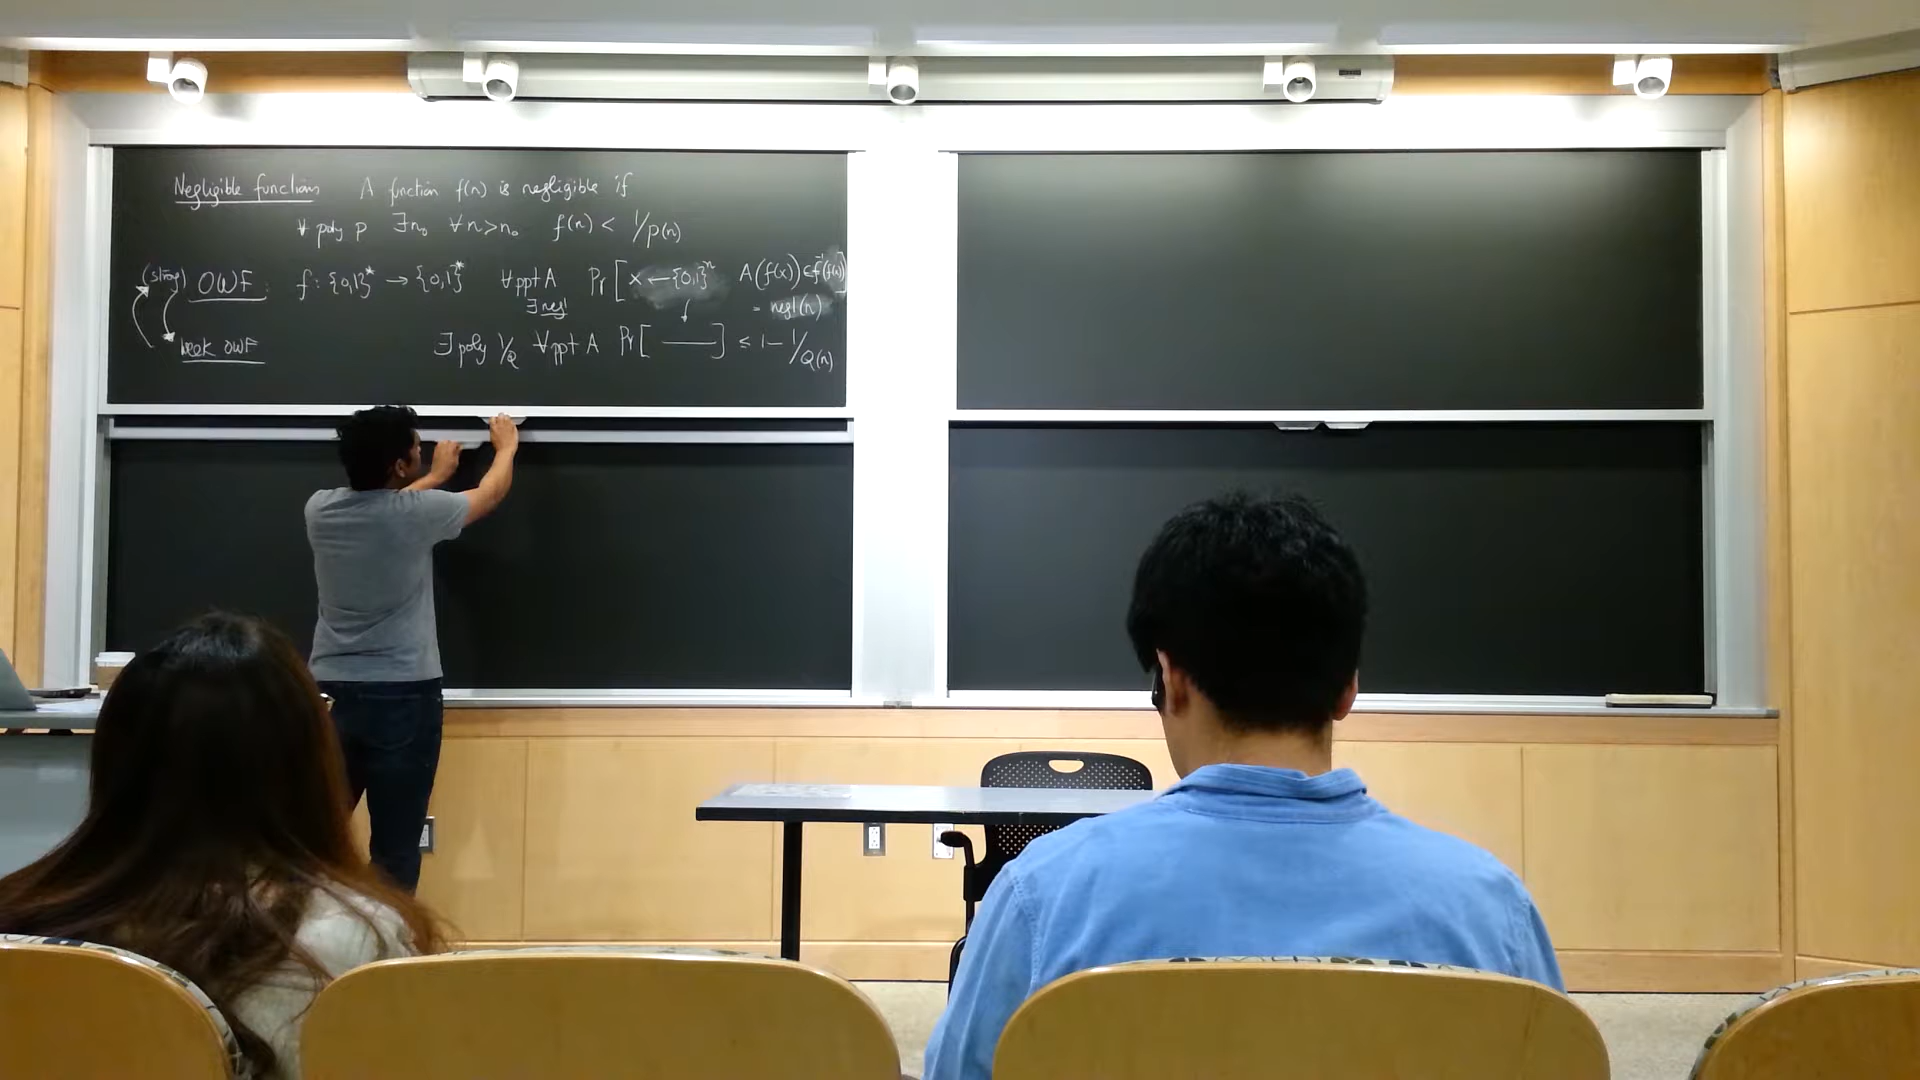 Negligible functions A function f(n) is negligible if
∀ poly p ∃n₀ ∀n>n₀ f(n) < 1/p(n)
(strong) OWF : f : {0,1}* → {0,1}* ∀ppt A Pr[x ← {0,1}ⁿ A(f(x)) ∈ f⁻¹(f(x))]
∃ negl = negl(n)
weak OWF ∃ poly 1/Q ∀ppt A Pr[ ] ≤ 1 − 1/Q(n)